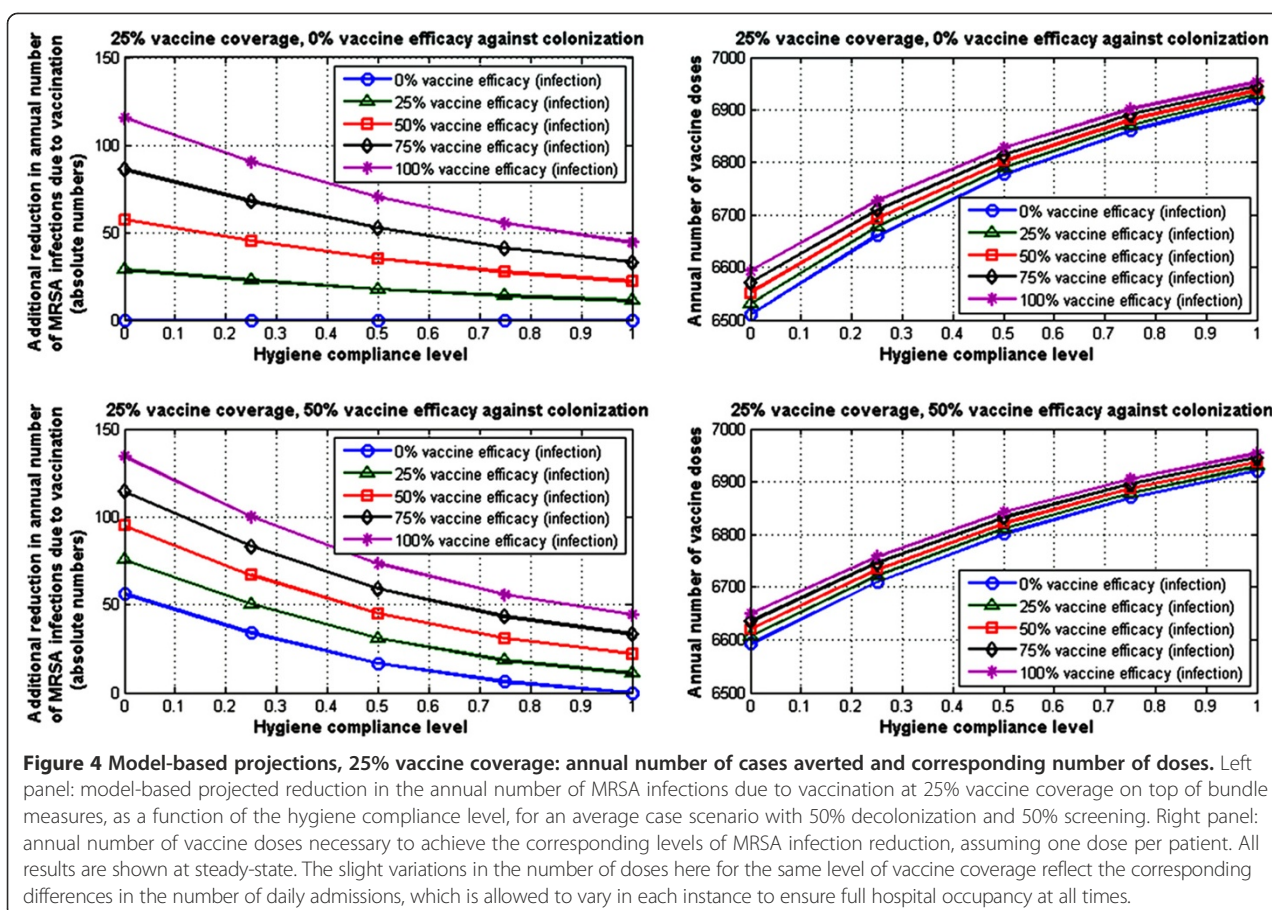 25% vaccine coverage, 0% vaccine efficacy against colonization
Additional reduction in annual number
of MRSA infections due to vaccination
(absolute numbers)
150
100
50
0
0% vaccine efficacy (infection)
25% vaccine efficacy (infection)
50% vaccine efficacy (infection)
75% vaccine efficacy (infection)
100% vaccine efficacy (infection)
0 0.1 0.2 0.3 0.4 0.5 0.6 0.7 0.8 0.9 1
Hygiene compliance level
25% vaccine coverage, 0% vaccine efficacy against colonization
Annual number of vaccine doses
7000
6900
6800
6700
6600
6500
0% vaccine efficacy (infection)
25% vaccine efficacy (infection)
50% vaccine efficacy (infection)
75% vaccine efficacy (infection)
100% vaccine efficacy (infection)
0 0.1 0.2 0.3 0.4 0.5 0.6 0.7 0.8 0.9 1
Hygiene compliance level
25% vaccine coverage, 50% vaccine efficacy against colonization
Additional reduction in annual number
of MRSA infections due to vaccination
(absolute numbers)
150
100
50
0
0% vaccine efficacy (infection)
25% vaccine efficacy (infection)
50% vaccine efficacy (infection)
75% vaccine efficacy (infection)
100% vaccine efficacy (infection)
0 0.1 0.2 0.3 0.4 0.5 0.6 0.7 0.8 0.9 1
Hygiene compliance level
25% vaccine coverage, 50% vaccine efficacy against colonization
Annual number of vaccine doses
7000
6900
6800
6700
6600
6500
0% vaccine efficacy (infection)
25% vaccine efficacy (infection)
50% vaccine efficacy (infection)
75% vaccine efficacy (infection)
100% vaccine efficacy (infection)
0 0.1 0.2 0.3 0.4 0.5 0.6 0.7 0.8 0.9 1
Hygiene compliance level
Figure 4 Model-based projections, 25% vaccine coverage: annual number of cases averted and corresponding number of doses. Left
panel: model-based projected reduction in the annual number of MRSA infections due to vaccination at 25% vaccine coverage on top of bundle
measures, as a function of the hygiene compliance level, for an average case scenario with 50% decolonization and 50% screening. Right panel:
annual number of vaccine doses necessary to achieve the corresponding levels of MRSA infection reduction, assuming one dose per patient. All
results are shown at steady-state. The slight variations in the number of doses here for the same level of vaccine coverage reflect the corresponding
differences in the number of daily admissions, which is allowed to vary in each instance to ensure full hospital occupancy at all times.